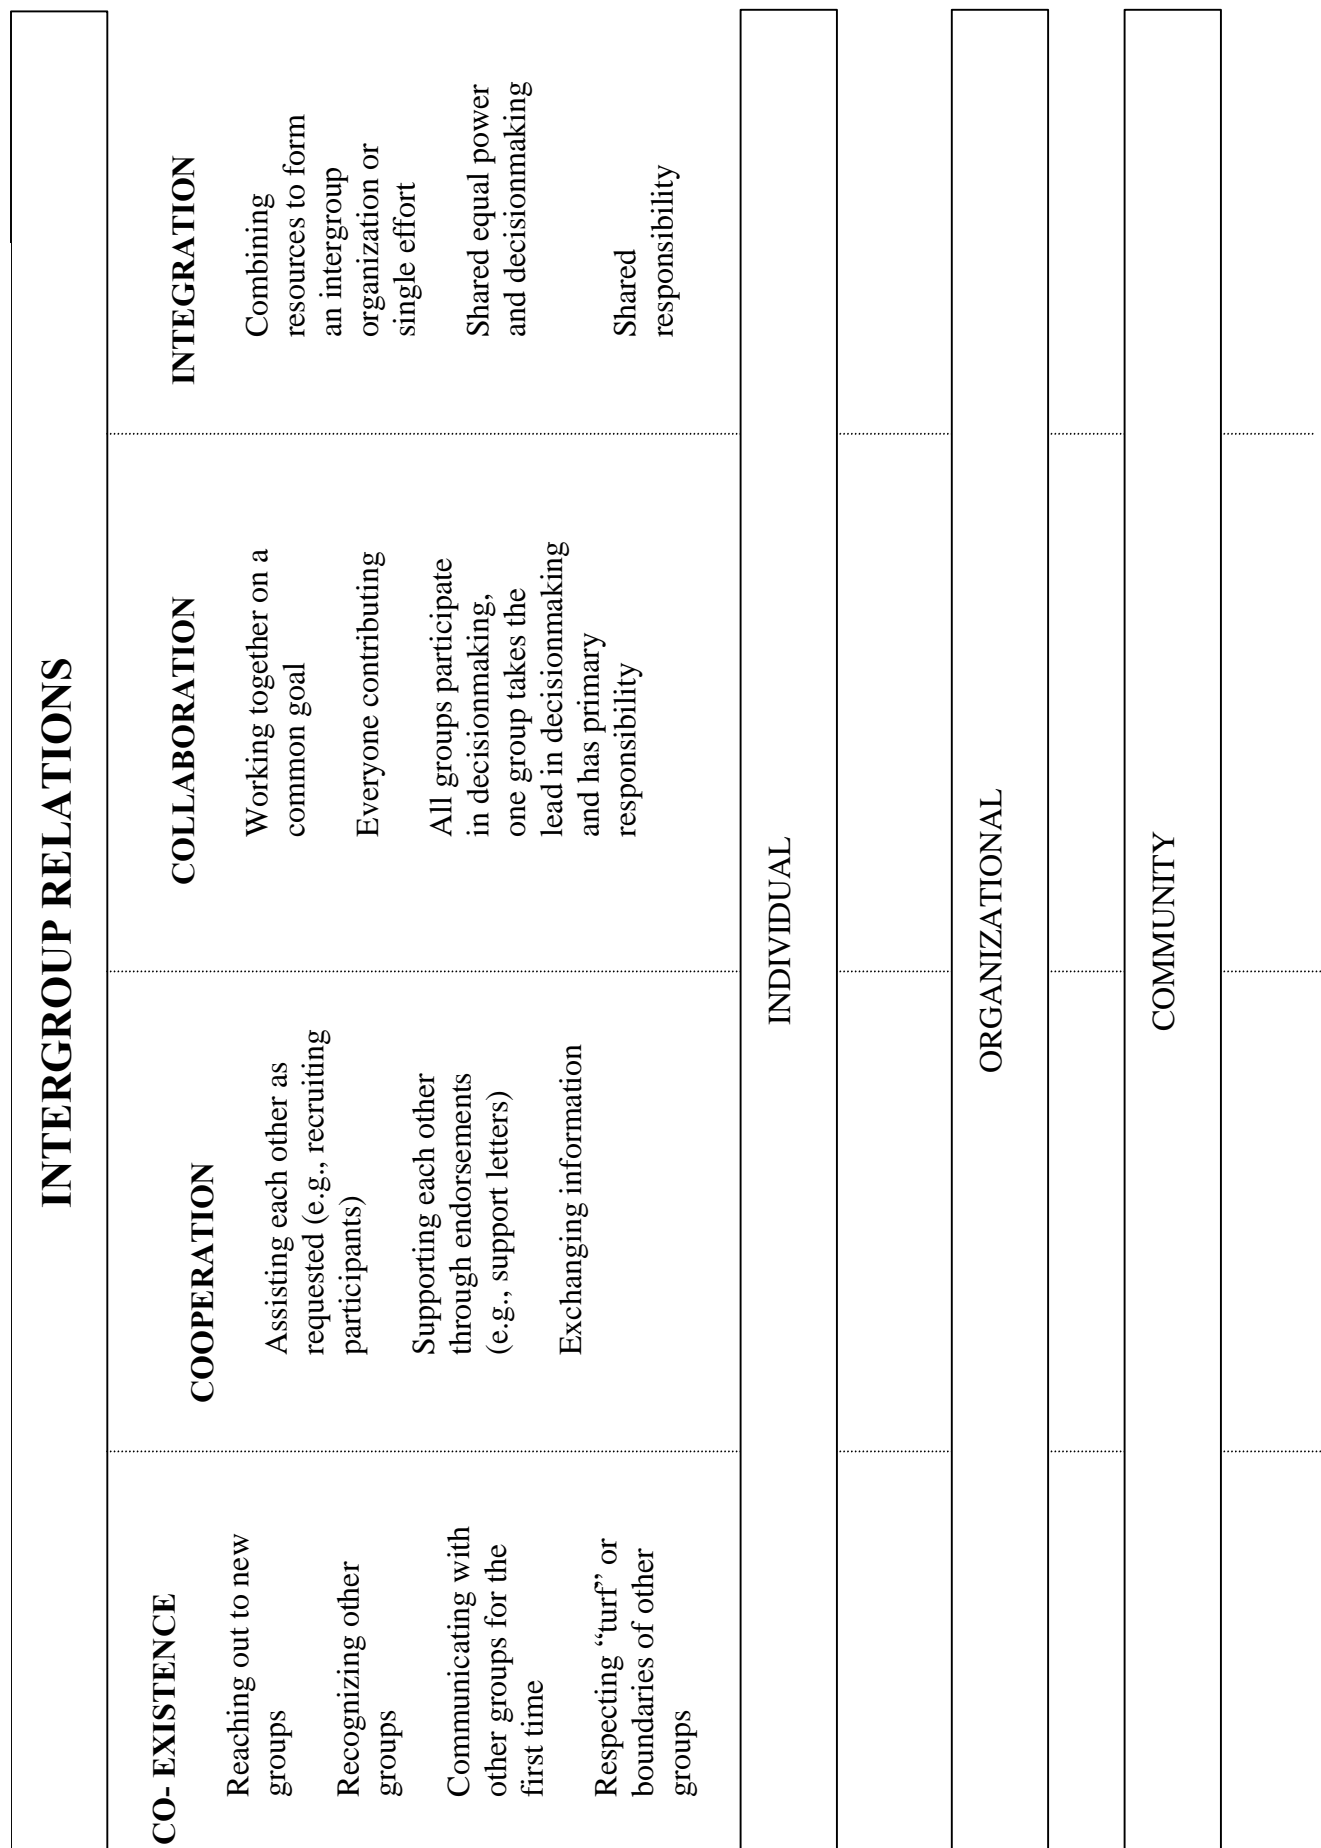 INTERGROUP RELATIONS
CO- EXISTENCE
Reaching out to new
groups
Recognizing other
groups
Communicating with
other groups for the
first time
Respecting “turf” or
boundaries of other
groups
COOPERATION
Assisting each other as
requested (e.g., recruiting
participants)
Supporting each other
through endorsements
(e.g., support letters)
Exchanging information
COLLABORATION
Working together on a
common goal
Everyone contributing
All groups participate
in decisionmaking,
one group takes the
lead in decisionmaking
and has primary
responsibility
INTEGRATION
Combining
resources to form
an intergroup
organization or
single effort
Shared equal power
and decisionmaking
Shared
responsibility
INDIVIDUAL
ORGANIZATIONAL
COMMUNITY